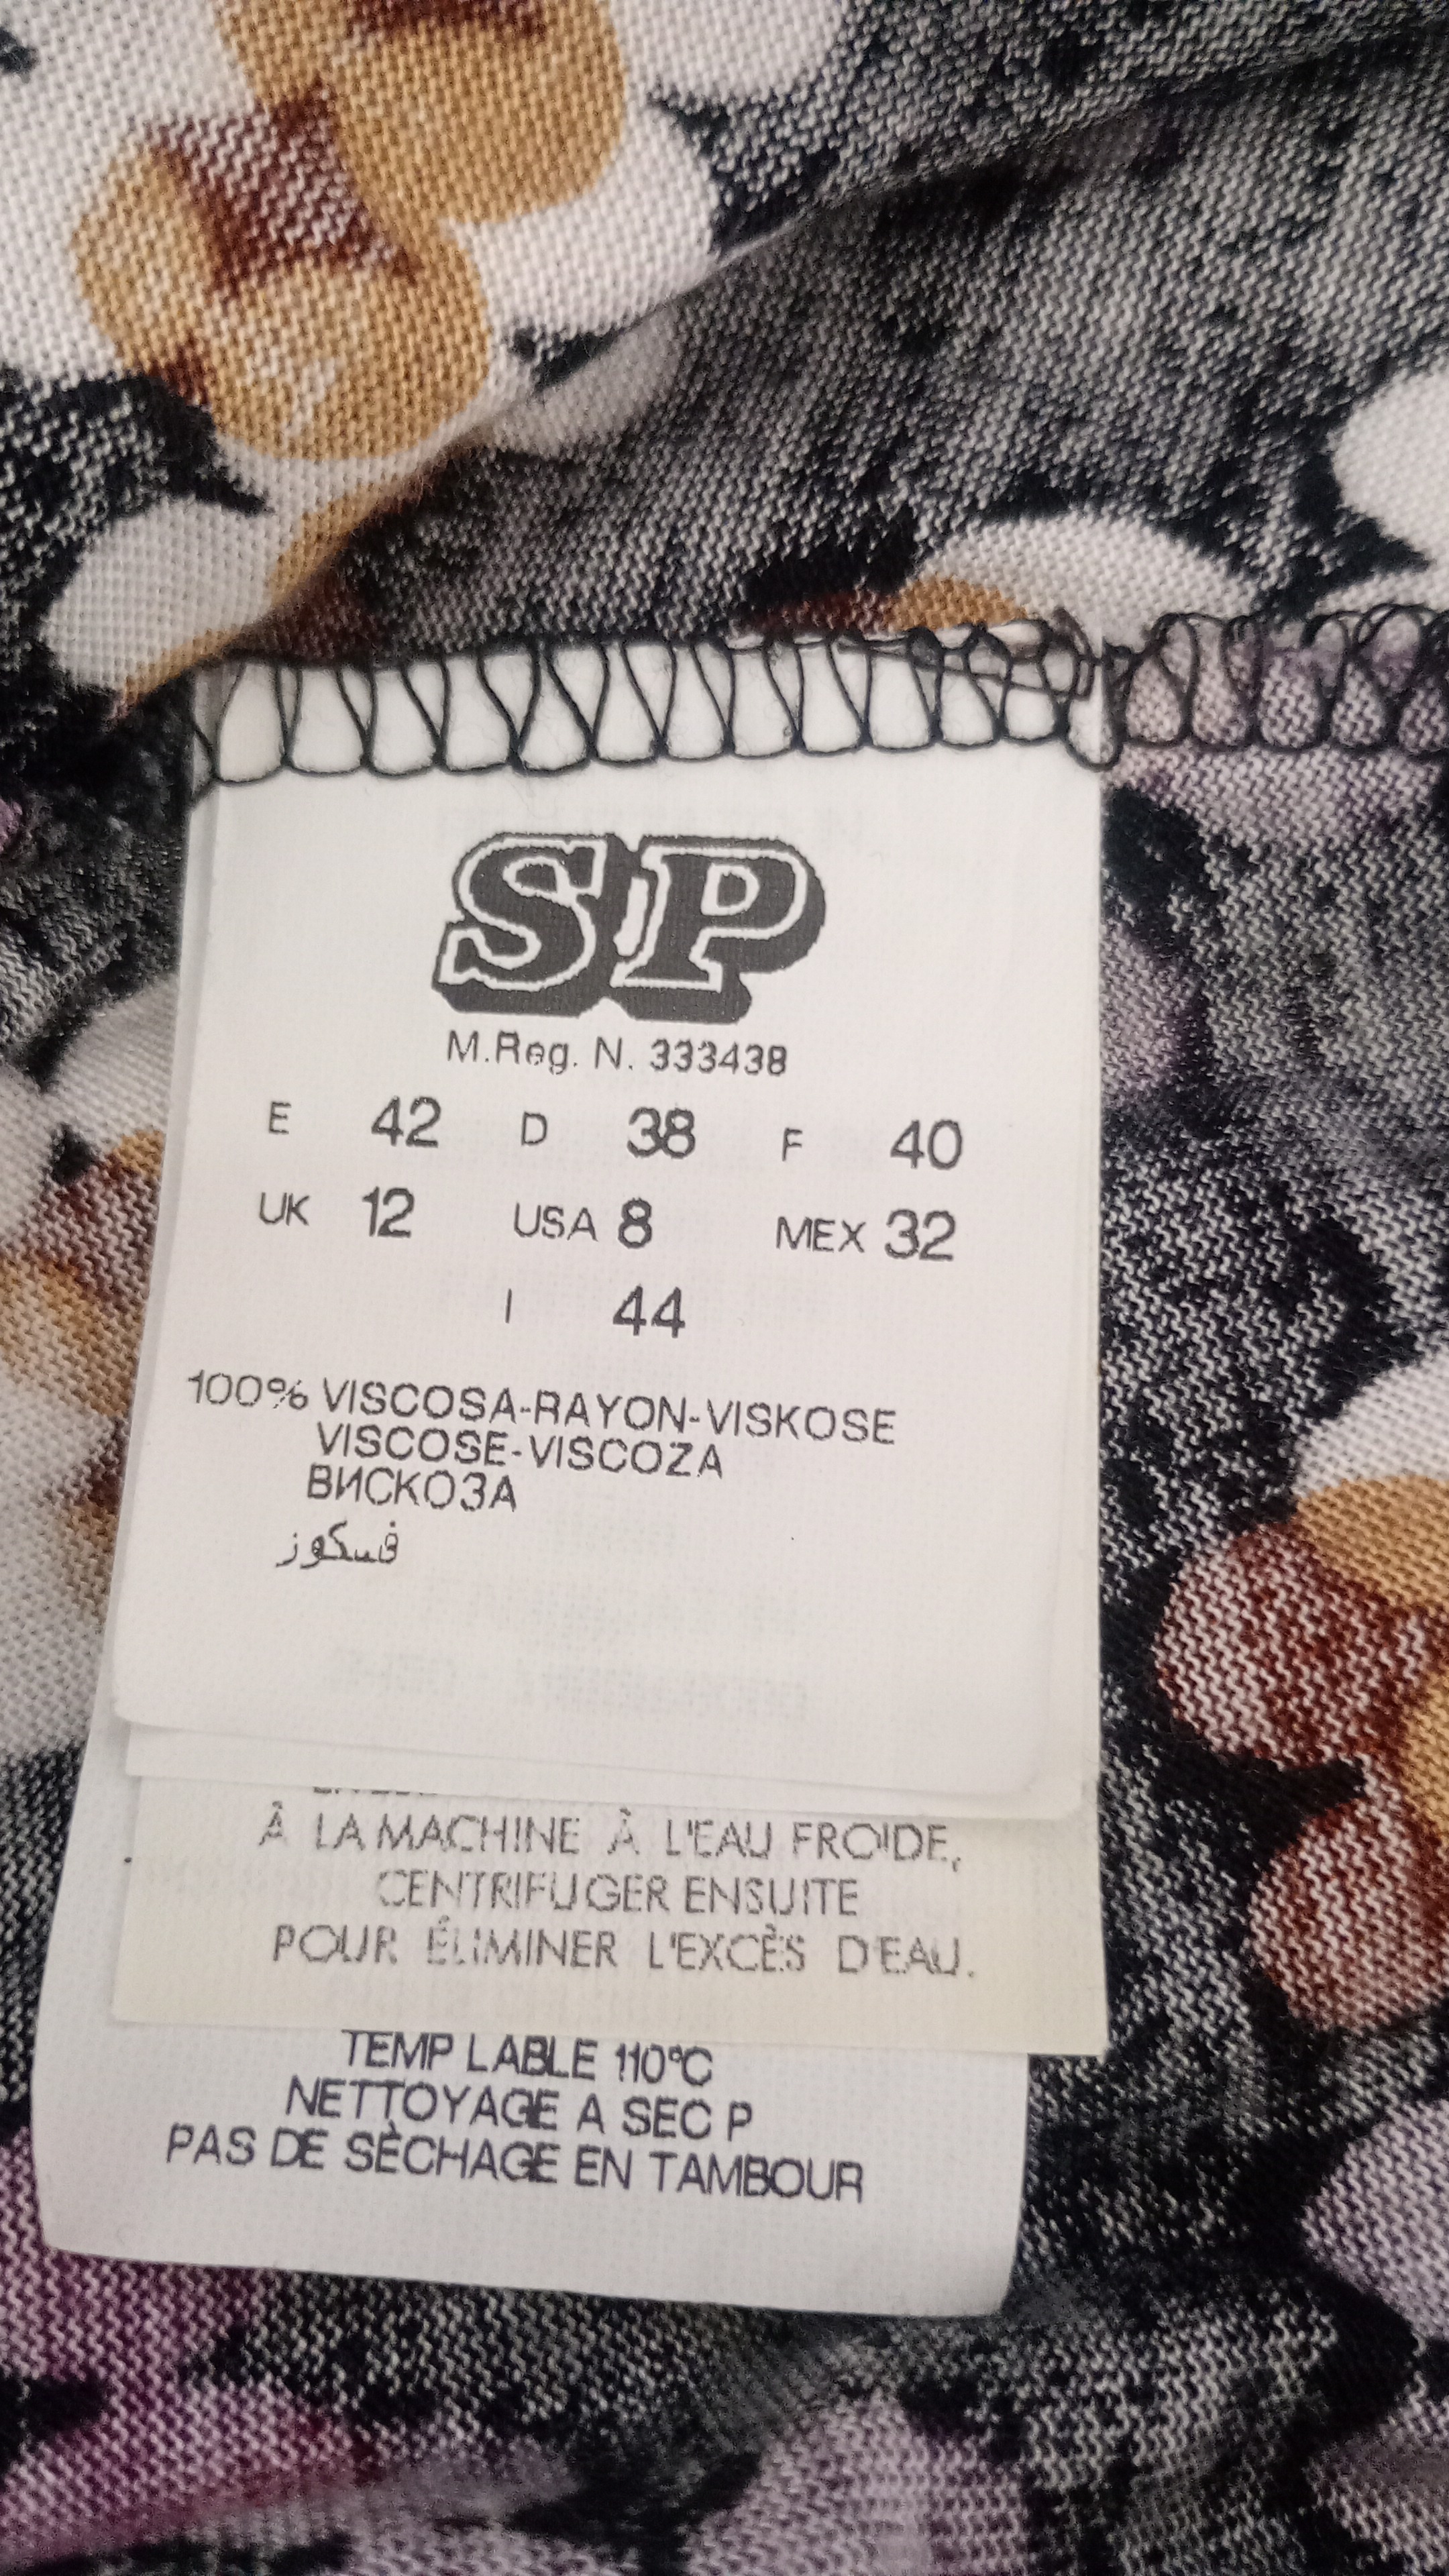 SP
M.Reg. N. 333438
E 42 D 38 F 40
UK 12 USA 8 MEX 32
I 44
100% VISCOSA-RAYON-VISKOSE
VISCOSE-VISCOZA
ВИСКОЗА
فسكوز
À LA MACHINE À L'EAU FROIDE,
CENTRIFUGER ENSUITE
POUR ÉLIMINER L'EXCÈS D'EAU.
TEMP LABLE 110°C
NETTOYAGE A SEC P
PAS DE SÈCHAGE EN TAMBOUR